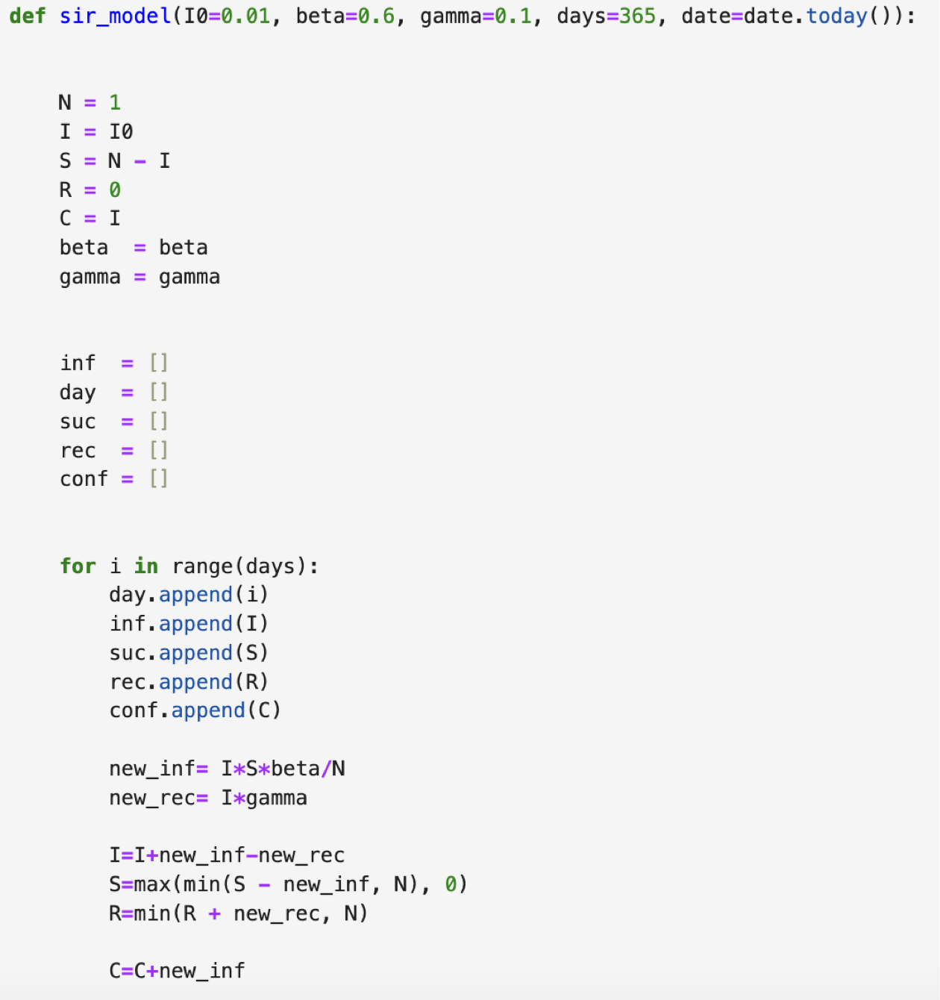 def sir_model(I0=0.01, beta=0.6, gamma=0.1, days=365, date=date.today()):
    N = 1
    I = I0
    S = N - I
    R = 0
    C = I
    beta  = beta
    gamma = gamma
    inf  = []
    day  = []
    suc  = []
    rec  = []
    conf = []
    for i in range(days):
        day.append(i)
        inf.append(I)
        suc.append(S)
        rec.append(R)
        conf.append(C)
        new_inf= I*S*beta/N
        new_rec= I*gamma
        I=I+new_inf-new_rec
        S=max(min(S - new_inf, N), 0)
        R=min(R + new_rec, N)
        C=C+new_inf